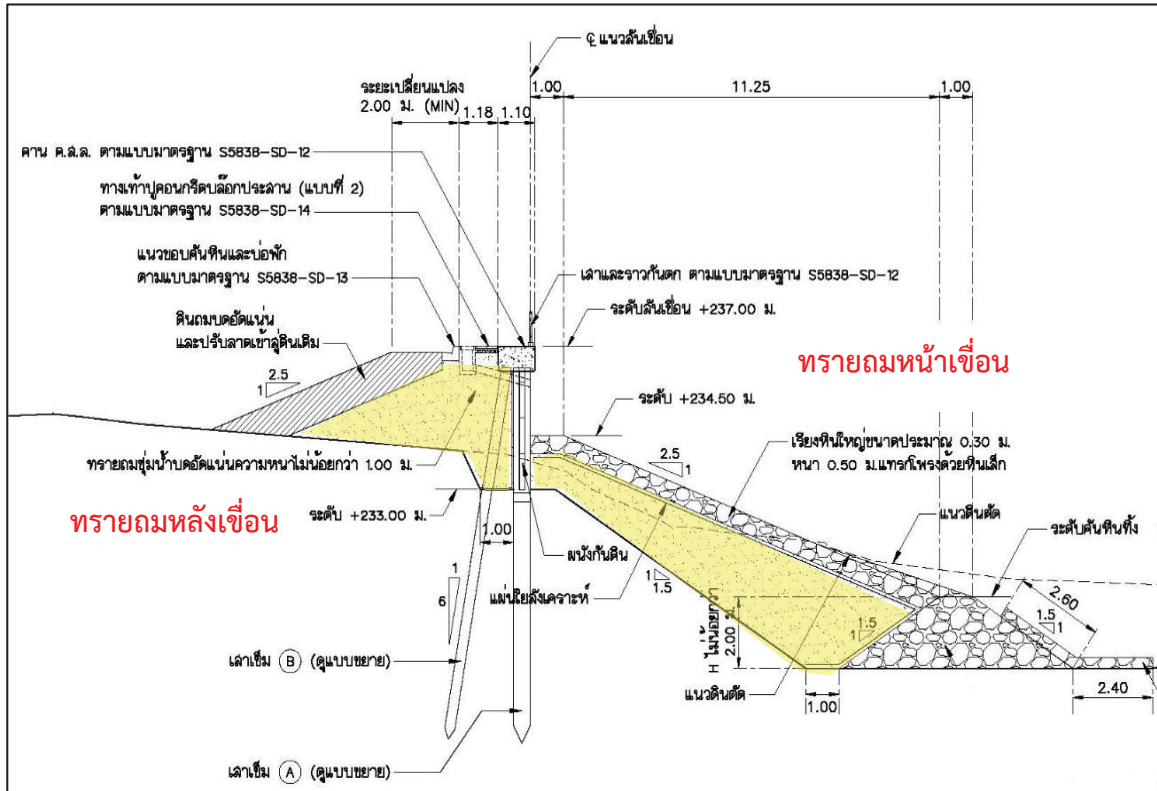 ℄ แนวสันเขื่อน
1.00
11.25
1.00
ระยะเปลี่ยนแปลง
2.00 ม. (MIN)
1.18
1.10
คาน ค.ส.ล. ตามแบบมาตรฐาน S5838-SD-12
ทางเท้าปูคอนกรีตบล๊อกประสาน (แบบที่ 2)
ตามแบบมาตรฐาน S5838-SD-14
แนวขอบคันหินและบ่อพัก
ตามแบบมาตรฐาน S5838-SD-13
เสาและราวกันตก ตามแบบมาตรฐาน S5838-SD-12
ระดับสันเขื่อน +237.00 ม.
ดินถมบดอัดแน่น
และปรับลาดเข้าสู่ดินเดิม
ทรายถมหน้าเขื่อน
2.5
1
ระดับ +234.50 ม.
เรียงหินใหญ่ขนาดประมาณ 0.30 ม.
หนา 0.50 ม.แทรกโพรงด้วยหินเล็ก
2.5
1
ทรายถมชุ่มน้ำบดอัดแน่นความหนาไม่น้อยกว่า 1.00 ม.
ทรายถมหลังเขื่อน
ระดับ +233.00 ม.
แนวดินตัด
ระดับคันหินทิ้ง
1.00
ผนังกันดิน
แผ่นใยสังเคราะห์
1
1.5
1
6
H ไม่น้อยกว่า
2.00 ม.
1.5
1
2.60
1.5
1
เสาเข็ม B (ดูแบบขยาย)
แนวดินตัด
1.00
2.40
เสาเข็ม A (ดูแบบขยาย)